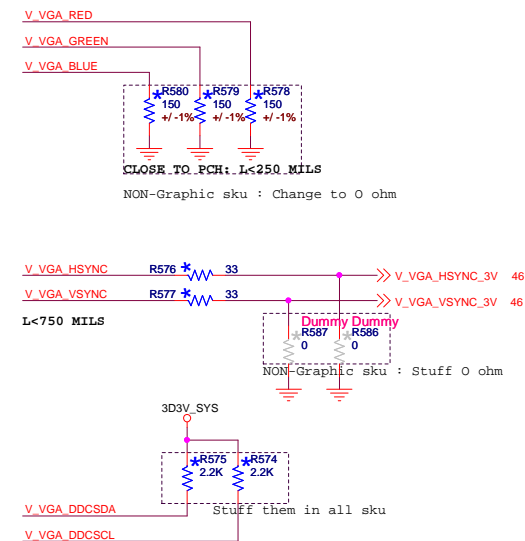 V_VGA_RED
V_VGA_GREEN
V_VGA_BLUE
*R580 *R579 *R578
150 150 150
+/ -1% +/ -1% +/ -1%
CLOSE TO PCH: L<250 MILS
NON-Graphic sku : Change to 0 ohm
V_VGA_HSYNC R576 * 33 V_VGA_HSYNC_3V 46
V_VGA_VSYNC R577 * 33 V_VGA_VSYNC_3V 46
L<750 MILS
Dummy Dummy
*R587 *R586
0 0
NON-Graphic sku : Stuff 0 ohm
3D3V_SYS
*R575 *R574
2.2K 2.2K
V_VGA_DDCSDA
Stuff them in all sku
V_VGA_DDCSCL